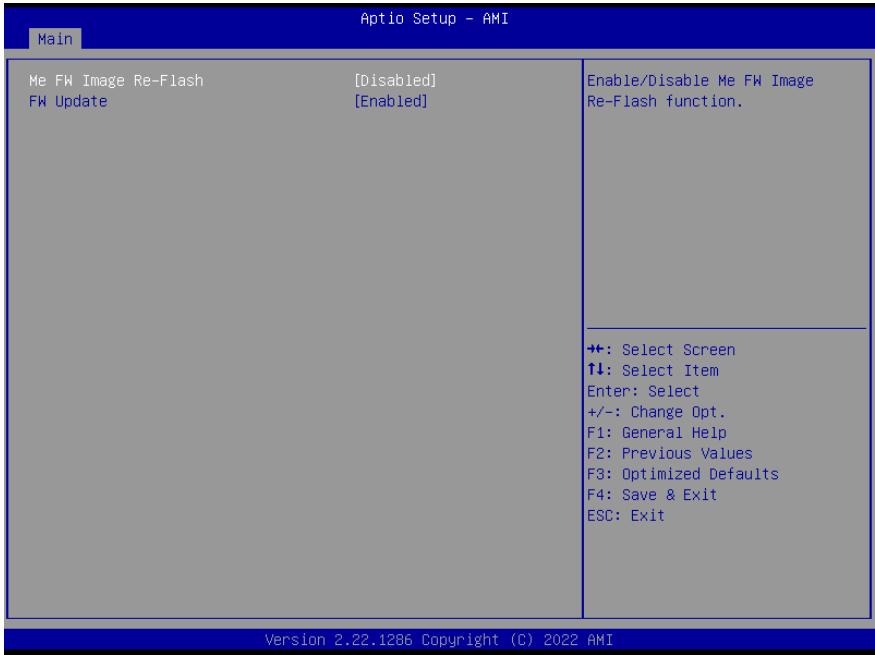 Aptio Setup – AMI
Main
Me FW Image Re–Flash [Disabled]
FW Update [Enabled]
Enable/Disable Me FW Image
Re–Flash function.
→←: Select Screen
↑↓: Select Item
Enter: Select
+/–: Change Opt.
F1: General Help
F2: Previous Values
F3: Optimized Defaults
F4: Save & Exit
ESC: Exit
Version 2.22.1286 Copyright (C) 2022 AMI